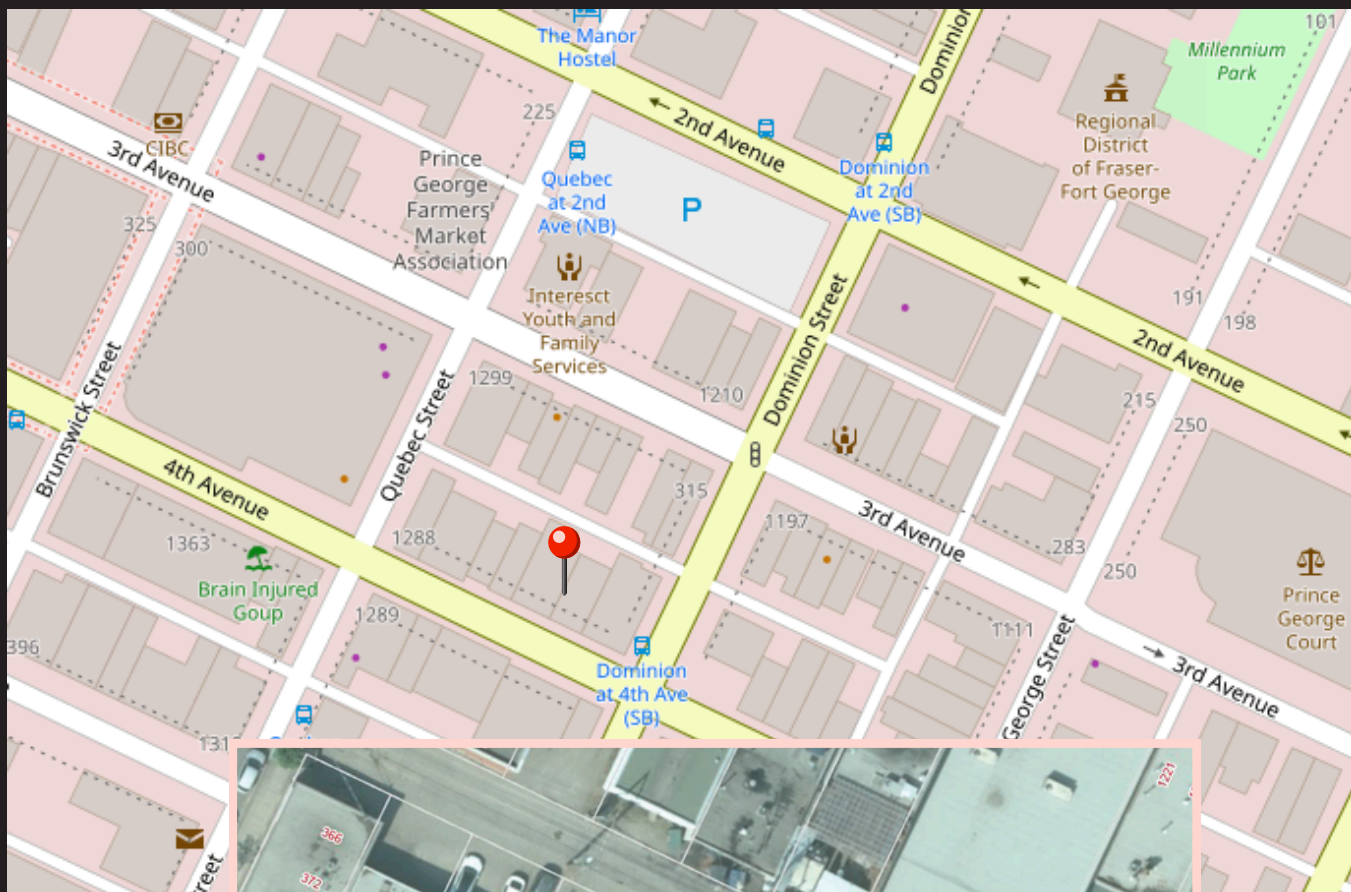 101
Millennium
Park
The Manor
Hostel
Dominion
225
2nd Avenue
Regional
District
of Fraser-
Fort George
CIBC
3rd Avenue
Prince
George
Farmers'
Market
Association
Quebec
at 2nd
Ave (NB)
P
Dominion
at 2nd
Ave (SB)
325
300
Interesct
Youth and
Family
Services
Dominion Street
191
198
2nd Avenue
1299
1210
215
250
Brunswick Street
Quebec Street
4th Avenue
315
1197
3rd Avenue
1288
1363
283
250
Brain Injured
Goup
Prince
George
Court
1289
1111
396
George Street
3rd Avenue
Dominion
at 4th Ave
(SB)
1221
366
372